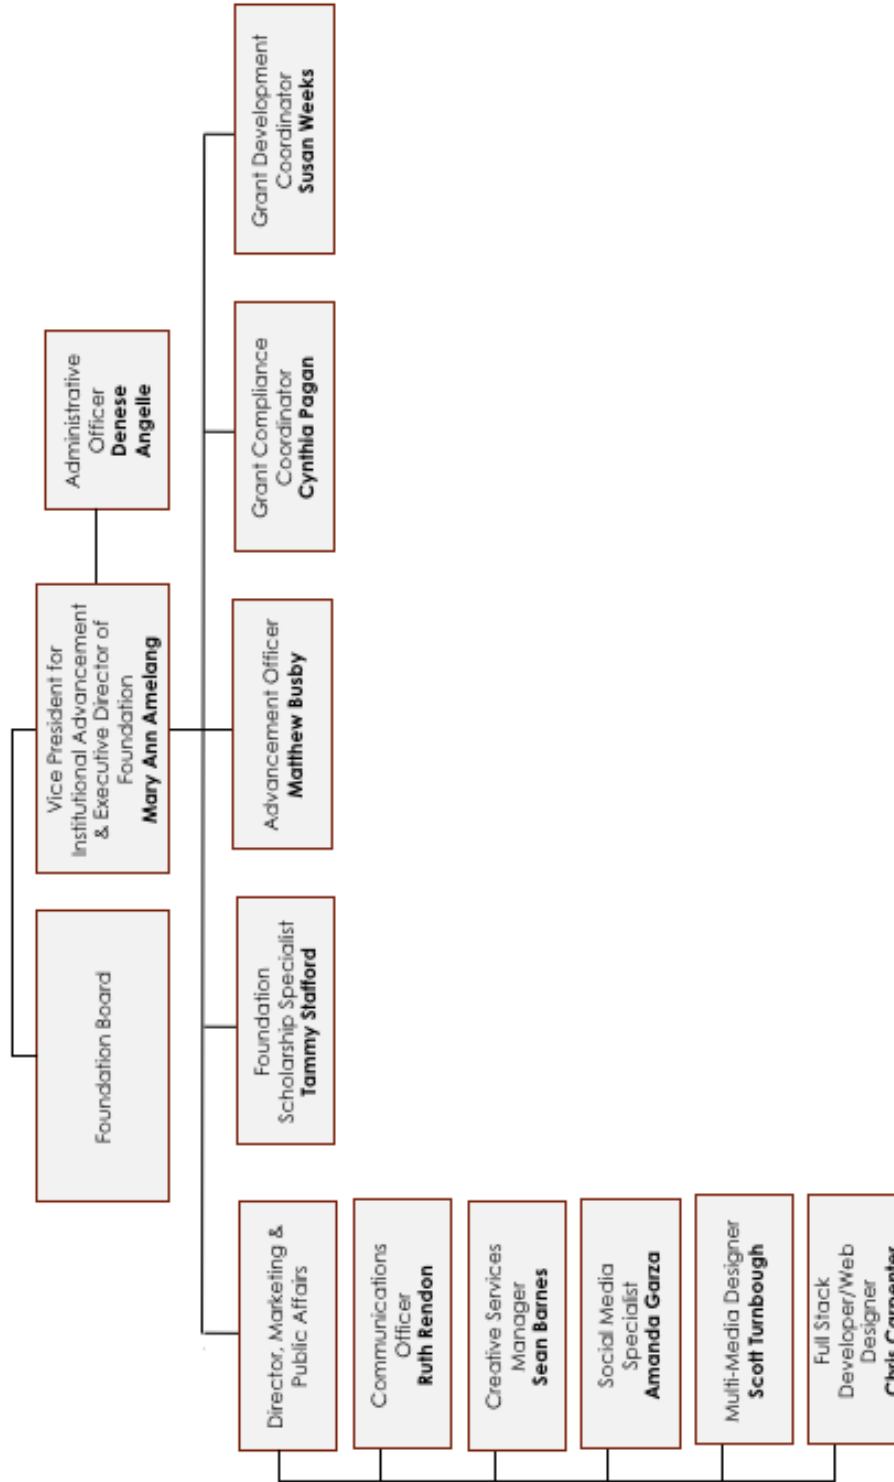 Foundation Board
Vice President for
Institutional Advancement
& Executive Director of
Foundation
Mary Ann Amelang
Administrative
Officer
Denese
Angelle
Director, Marketing &
Public Affairs
Foundation
Scholarship Specialist
Tammy Stafford
Advancement Officer
Matthew Busby
Grant Compliance
Coordinator
Cynthia Pagan
Grant Development
Coordinator
Susan Weeks
Communications
Officer
Ruth Rendon
Creative Services
Manager
Sean Barnes
Social Media
Specialist
Amanda Garza
Multi-Media Designer
Scott Turnbough
Full Stack
Developer/Web
Designer
Chris Carpenter